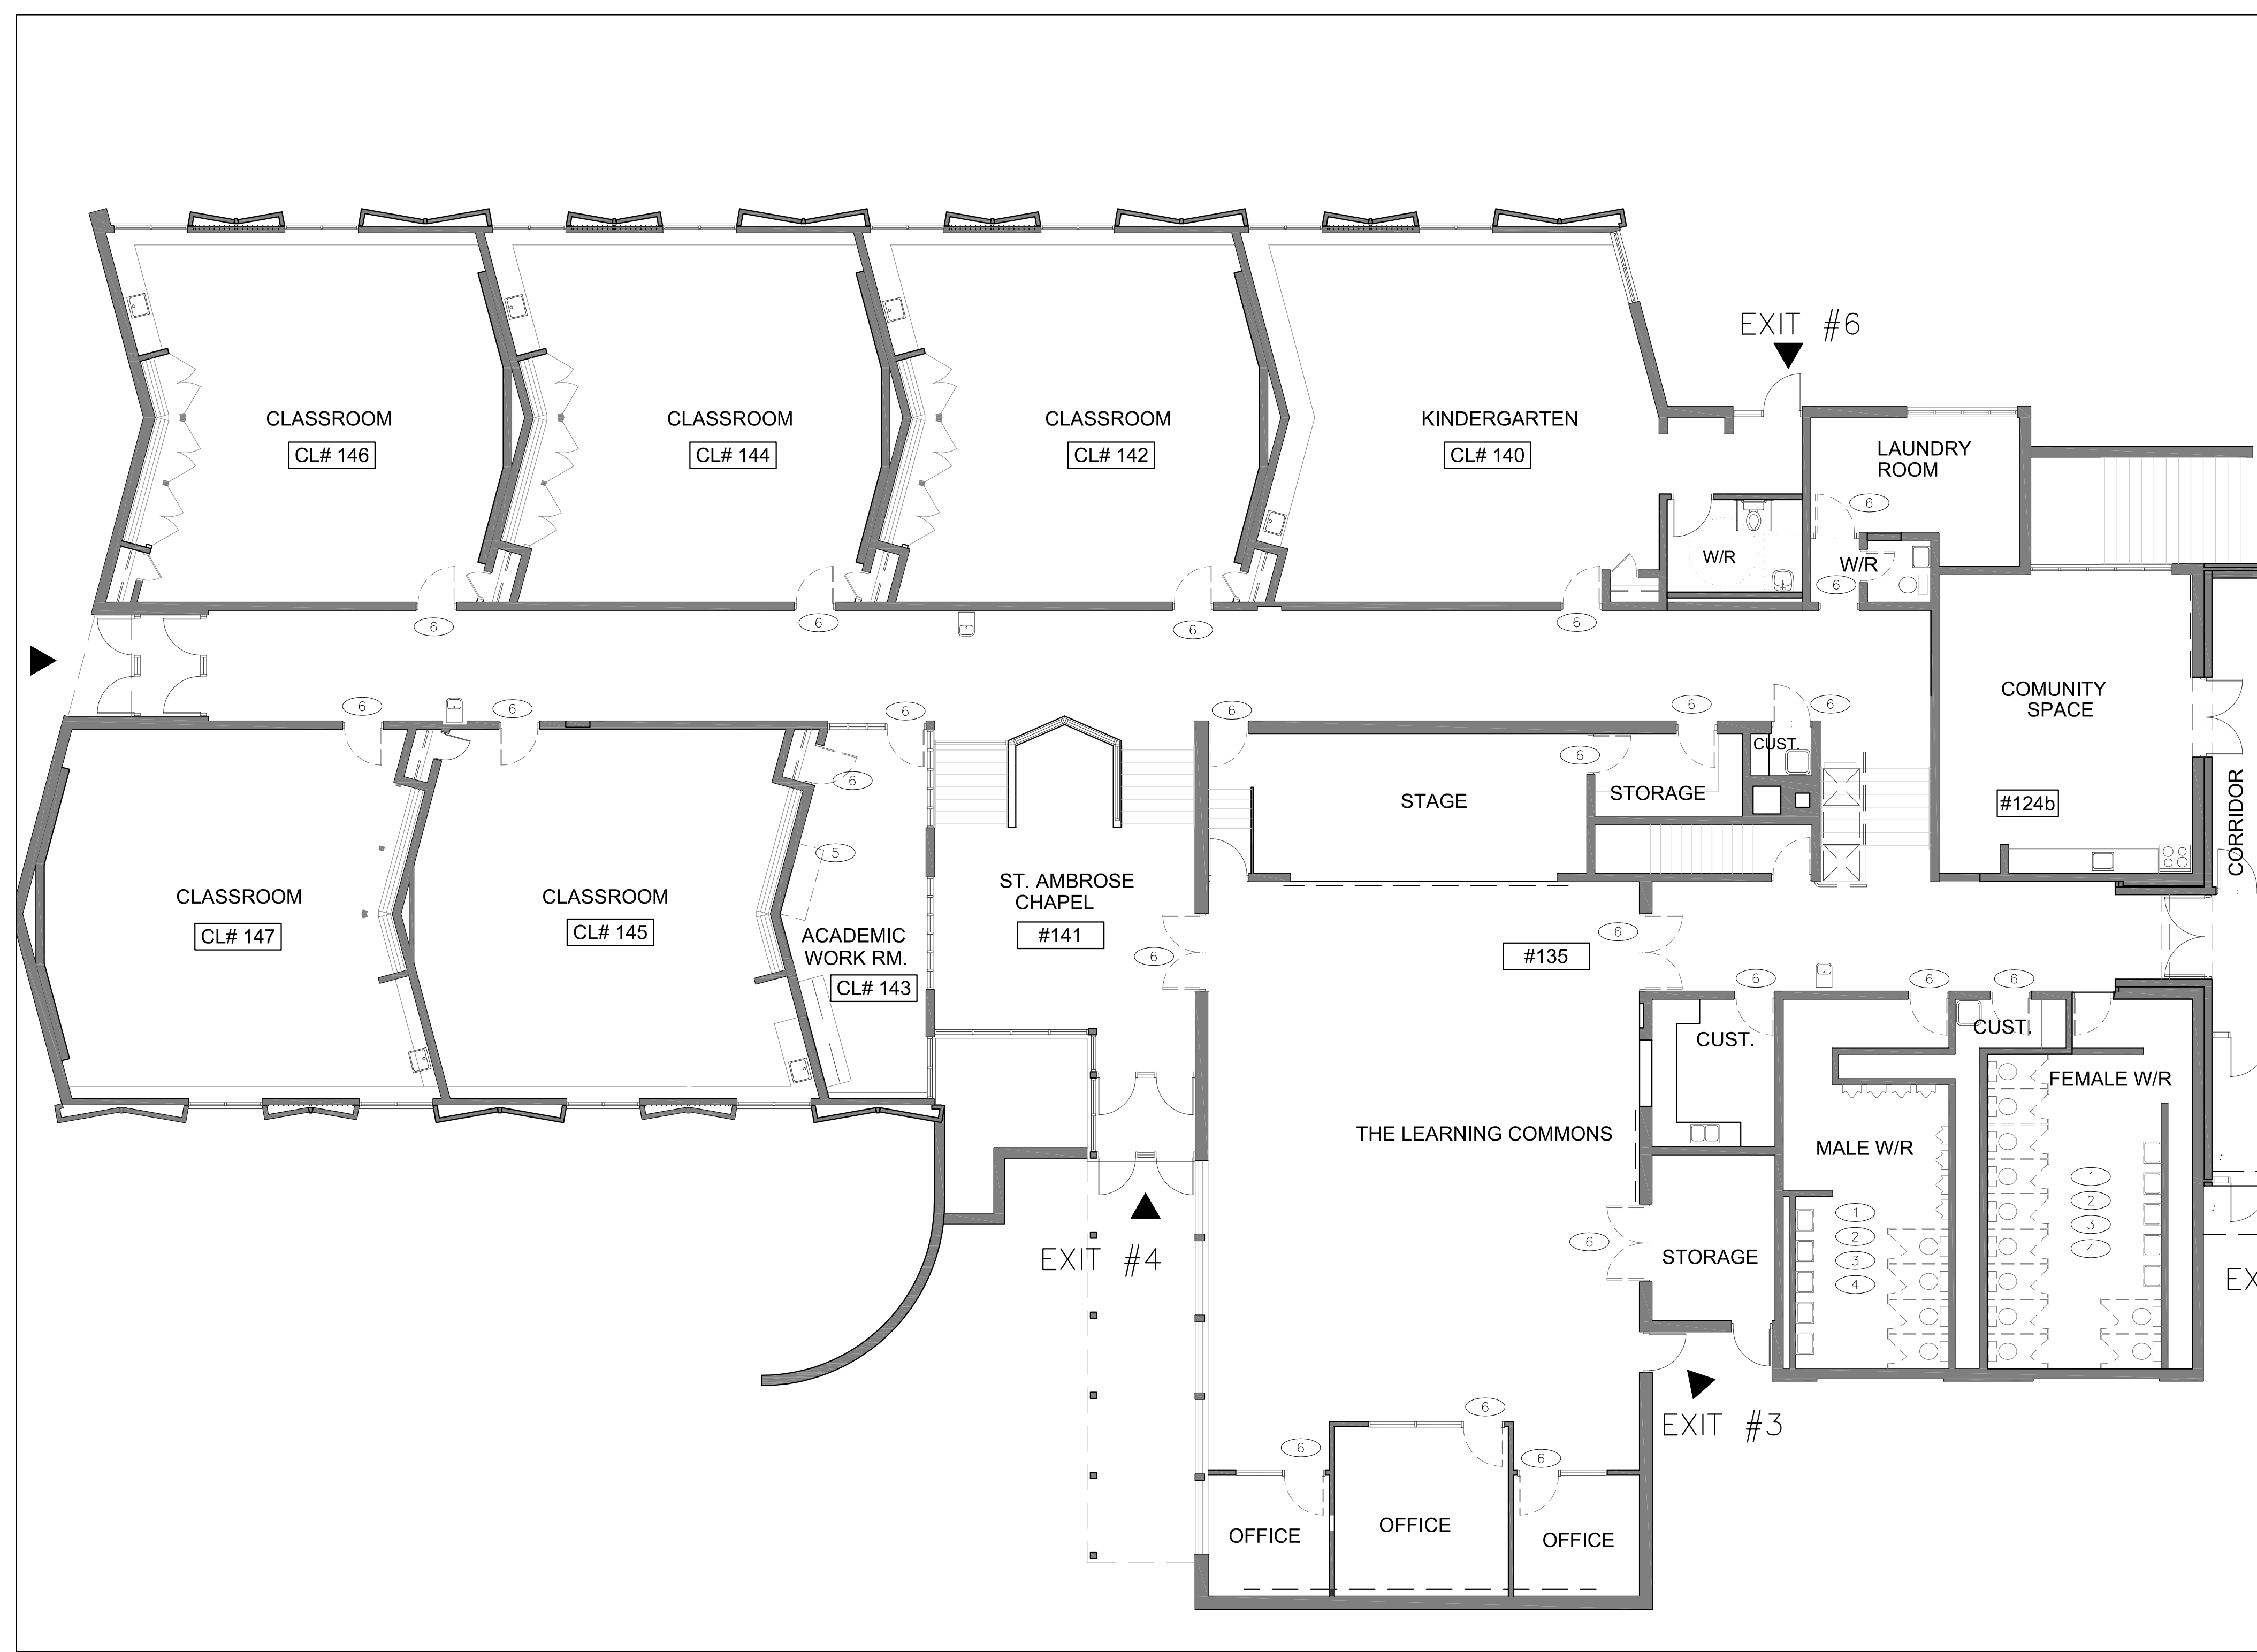 EXIT #6
CLASSROOM
CL# 146
CLASSROOM
CL# 144
CLASSROOM
CL# 142
KINDERGARTEN
CL# 140
LAUNDRY
ROOM
6
W/R
W/R
6
6
6
6
6
6
6
6
6
6
6
6
CUST.
COMUNITY
SPACE
#124b
CORRIDOR
STORAGE
STAGE
6
6
5
CLASSROOM
CL# 147
CLASSROOM
CL# 145
ACADEMIC
WORK RM.
CL# 143
ST. AMBROSE
CHAPEL
#141
6
#135
6
6
6
6
CUST.
CUST.
THE LEARNING COMMONS
MALE W/R
FEMALE W/R
1
2
3
4
1
2
3
4
EXIT #4
6
STORAGE
EX
EXIT #3
6
6
6
OFFICE
OFFICE
OFFICE